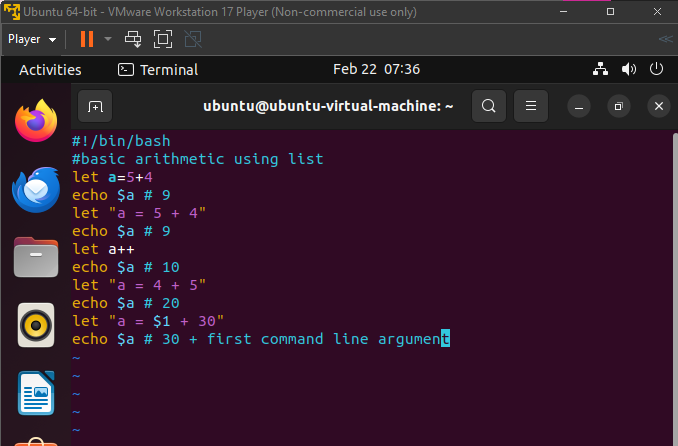 Ubuntu 64-bit - VMware Workstation 17 Player (Non-commercial use only)
Player
Activities
Terminal
Feb 22 07:36
ubuntu@ubuntu-virtual-machine: ~
#!/bin/bash
#basic arithmetic using list
let a=5+4
echo $a # 9
let "a = 5 + 4"
echo $a # 9
let a++
echo $a # 10
let "a = 4 + 5"
echo $a # 20
let "a = $1 + 30"
echo $a # 30 + first command line argument
~
~
~
~
~